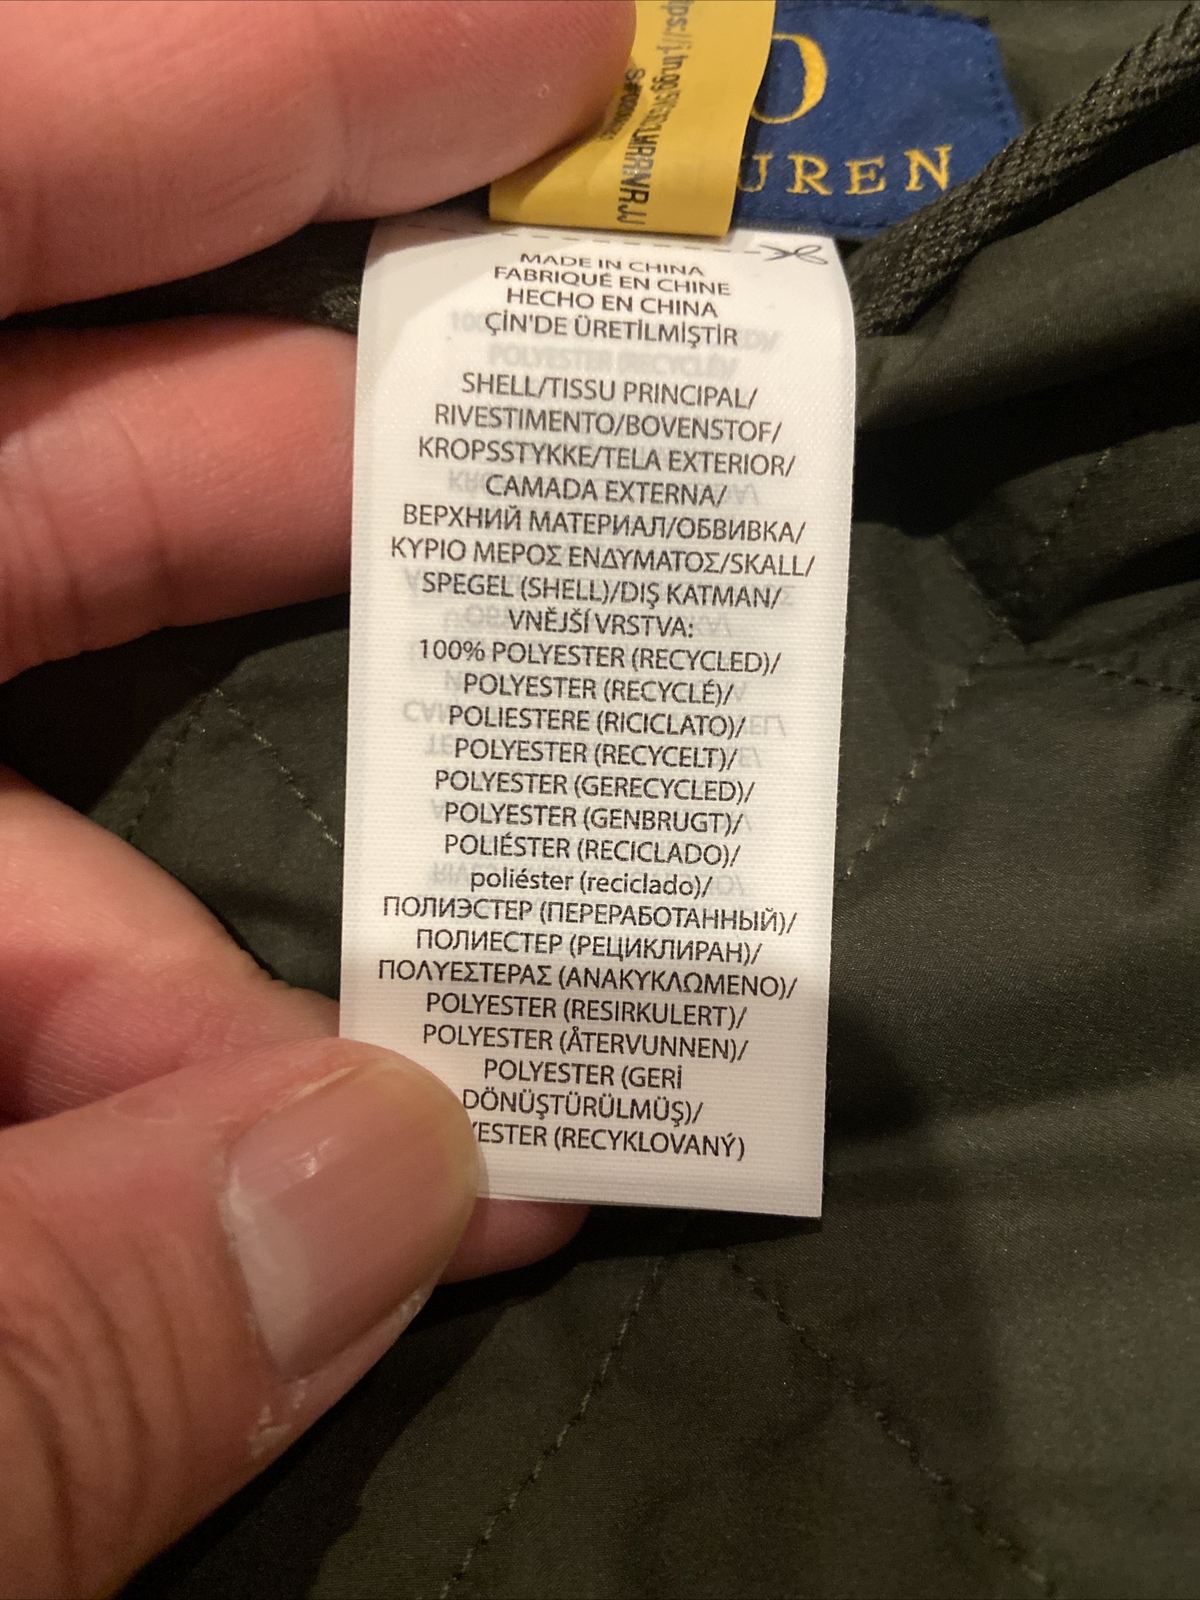 UREN
MADE IN CHINA
FABRIQUÉ EN CHINE
HECHO EN CHINA
ÇİN'DE ÜRETİLMİŞTİR
SHELL/TISSU PRINCIPAL/
RIVESTIMENTO/BOVENSTOF/
KROPSSTYKKE/TELA EXTERIOR/
CAMADA EXTERNA/
ВЕРХНИЙ МАТЕРИАЛ/ОБВИВКА/
ΚΥΡΙΟ ΜΕΡΟΣ ΕΝΔΥΜΑΤΟΣ/SKALL/
SPEGEL (SHELL)/DIŞ KATMAN/
VNĚJŠÍ VRSTVA:
100% POLYESTER (RECYCLED)/
POLYESTER (RECYCLÉ)/
POLIESTERE (RICICLATO)/
POLYESTER (RECYCELT)/
POLYESTER (GERECYCLED)/
POLYESTER (GENBRUGT)/
POLIÉSTER (RECICLADO)/
poliéster (reciclado)/
ПОЛИЭСТЕР (ПЕРЕРАБОТАННЫЙ)/
ПОЛИЕСТЕР (РЕЦИКЛИРАН)/
ΠΟΛΥΕΣΤΕΡΑΣ (ΑΝΑΚΥΚΛΩΜΕΝΟ)/
POLYESTER (RESIRKULERT)/
POLYESTER (ÅTERVUNNEN)/
POLYESTER (GERİ
DÖNÜŞTÜRÜLMÜŞ)/
YESTER (RECYKLOVANÝ)